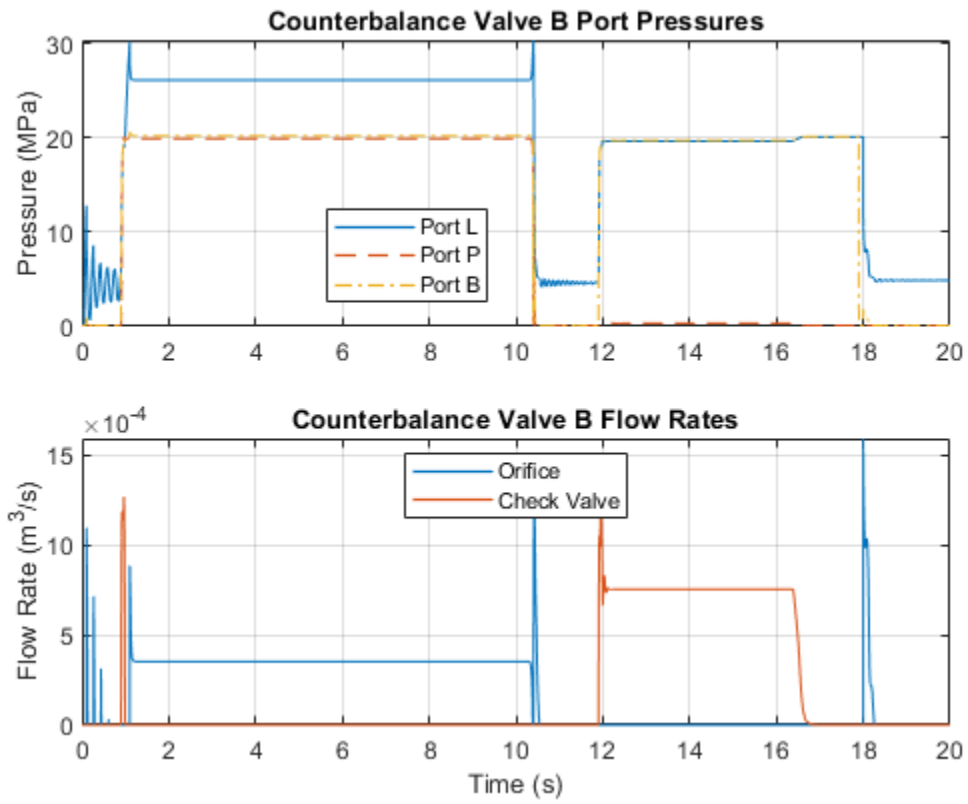 Counterbalance Valve B Port Pressures
30
20
10
0
Pressure (MPa)
Port L
Port P
Port B
0 2 4 6 8 10 12 14 16 18 20
Counterbalance Valve B Flow Rates
×10^-4
15
10
5
0
Flow Rate (m^3/s)
Orifice
Check Valve
0 2 4 6 8 10 12 14 16 18 20
Time (s)